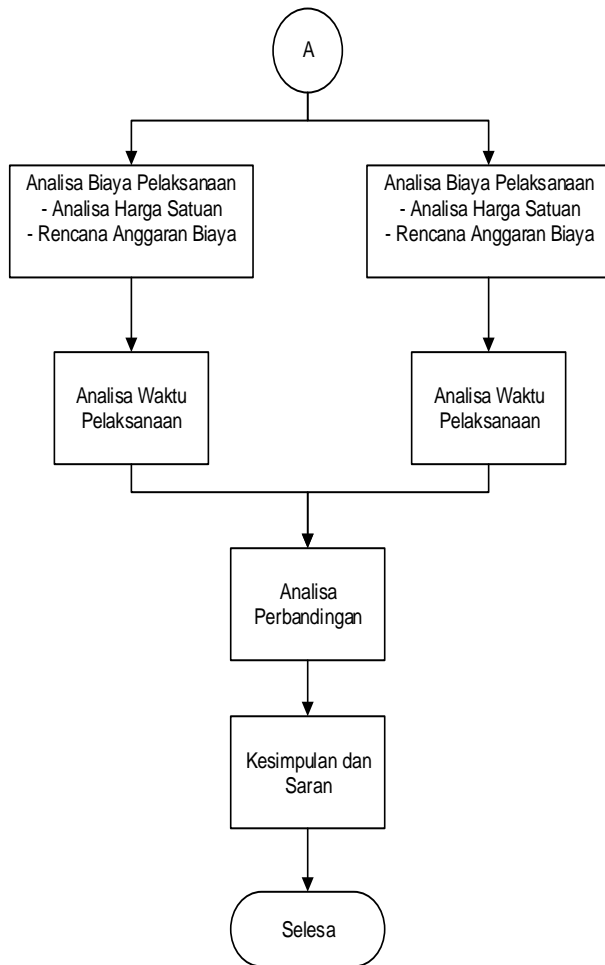 A
Analisa Biaya Pelaksanaan
- Analisa Harga Satuan
- Rencana Anggaran Biaya
Analisa Biaya Pelaksanaan
- Analisa Harga Satuan
- Rencana Anggaran Biaya
Analisa Waktu
Pelaksanaan
Analisa Waktu
Pelaksanaan
Analisa
Perbandingan
Kesimpulan dan
Saran
Selesa